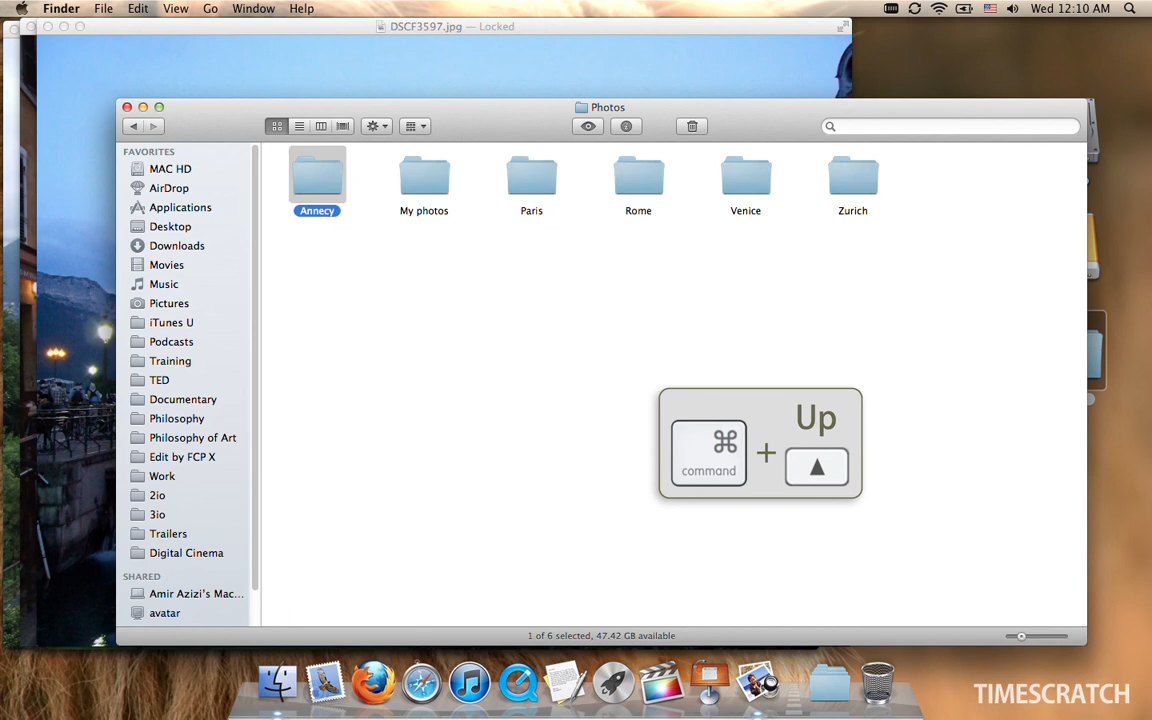 Finder File Edit View Go Window Help
Wed 12:10 AM
DSCF3597.jpg — Locked
Photos
FAVORITES
MAC HD
AirDrop
Applications
Desktop
Downloads
Movies
Music
Pictures
iTunes U
Podcasts
Training
TED
Documentary
Philosophy
Philosophy of Art
Edit by FCP X
Work
2io
3io
Trailers
Digital Cinema
SHARED
Amir Azizi's Mac...
avatar
Annecy My photos Paris Rome Venice Zurich
Up
⌘
command + ▲
1 of 6 selected, 47.42 GB available
TIMESCRATCH